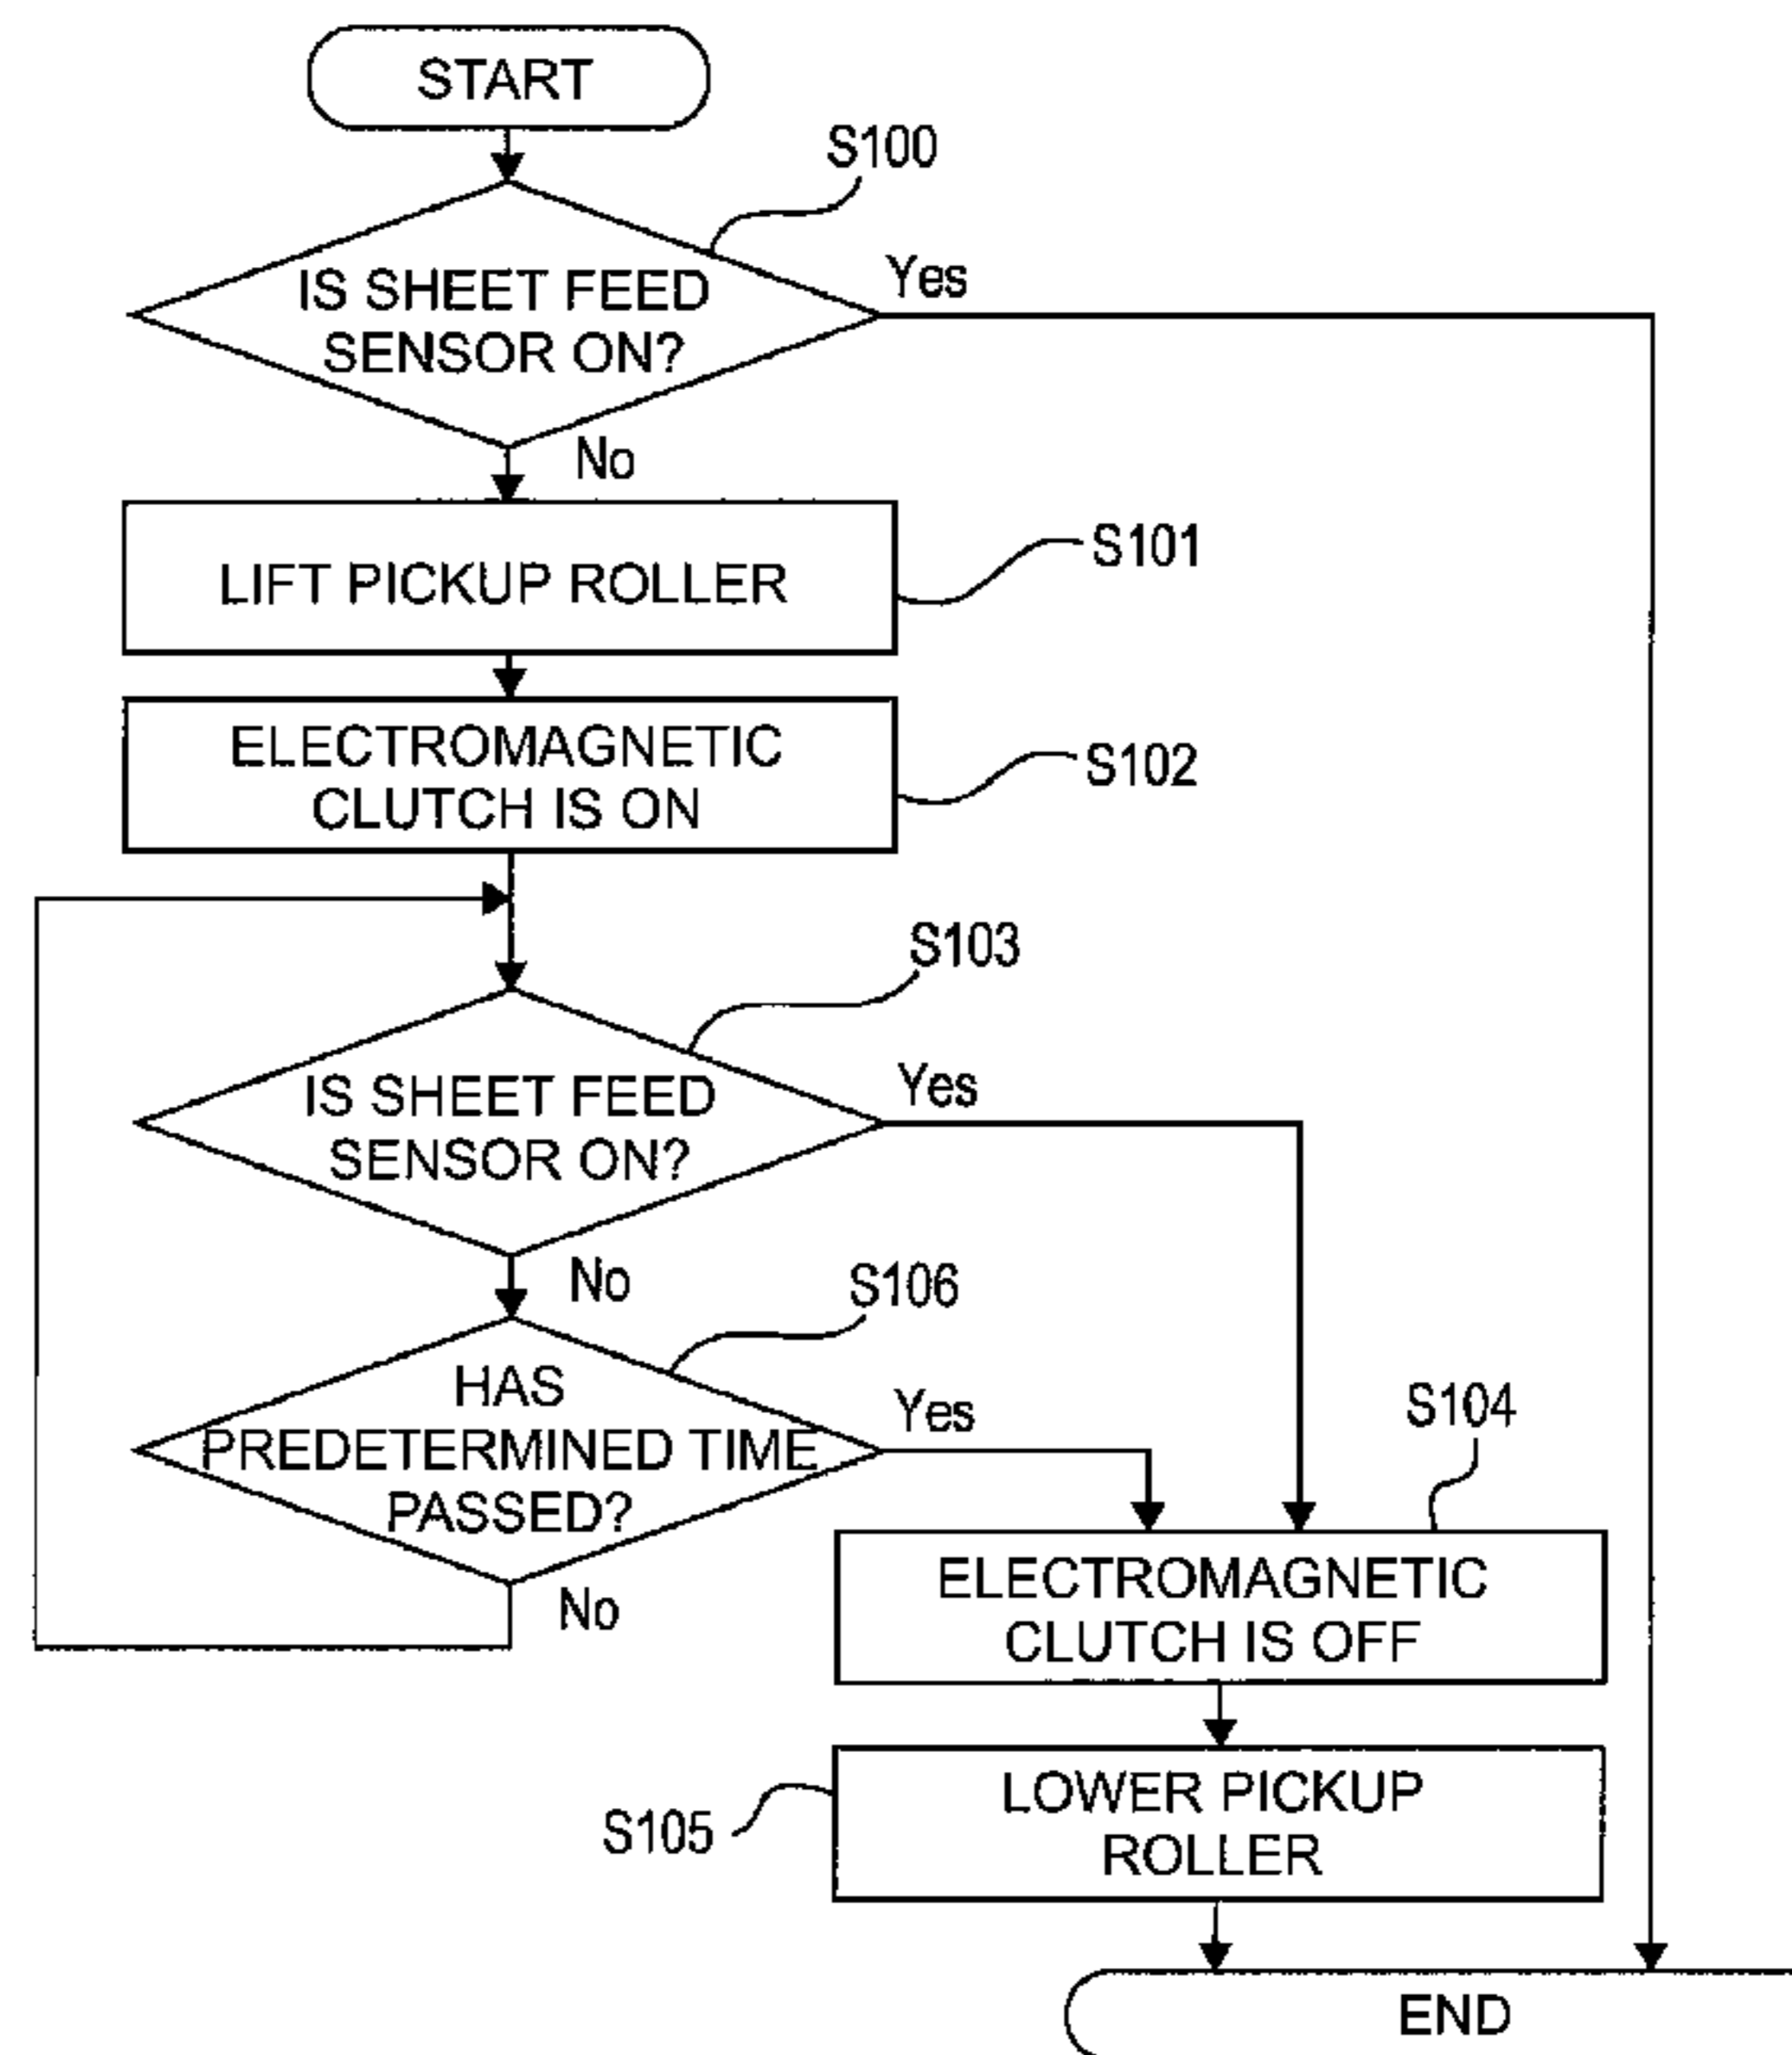 START
S100
IS SHEET FEED
SENSOR ON?
Yes
No
LIFT PICKUP ROLLER
S101
ELECTROMAGNETIC
CLUTCH IS ON
S102
S103
IS SHEET FEED
SENSOR ON?
Yes
No
S106
HAS
PREDETERMINED TIME
PASSED?
Yes
No
S104
ELECTROMAGNETIC
CLUTCH IS OFF
LOWER PICKUP
ROLLER
S105
END